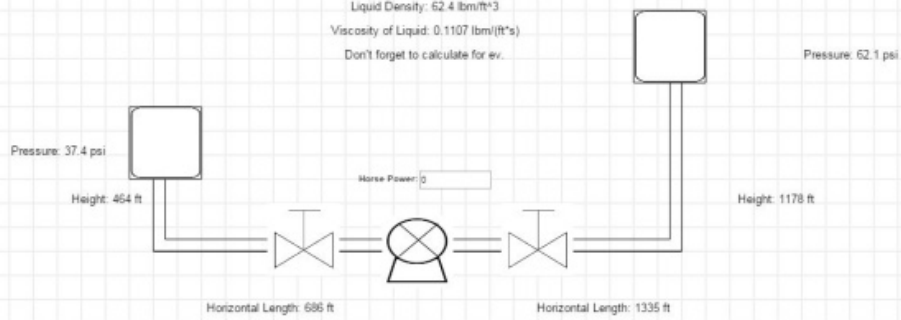 Liquid Density: 62.4 lbm/ft^3
Viscosity of Liquid: 0.1107 lbm/(ft*s)
Don't forget to calculate for ev.
Pressure: 62.1 psi
Pressure: 37.4 psi
Horse Power: 0
Height: 464 ft
Height: 1178 ft
Horizontal Length: 686 ft
Horizontal Length: 1335 ft